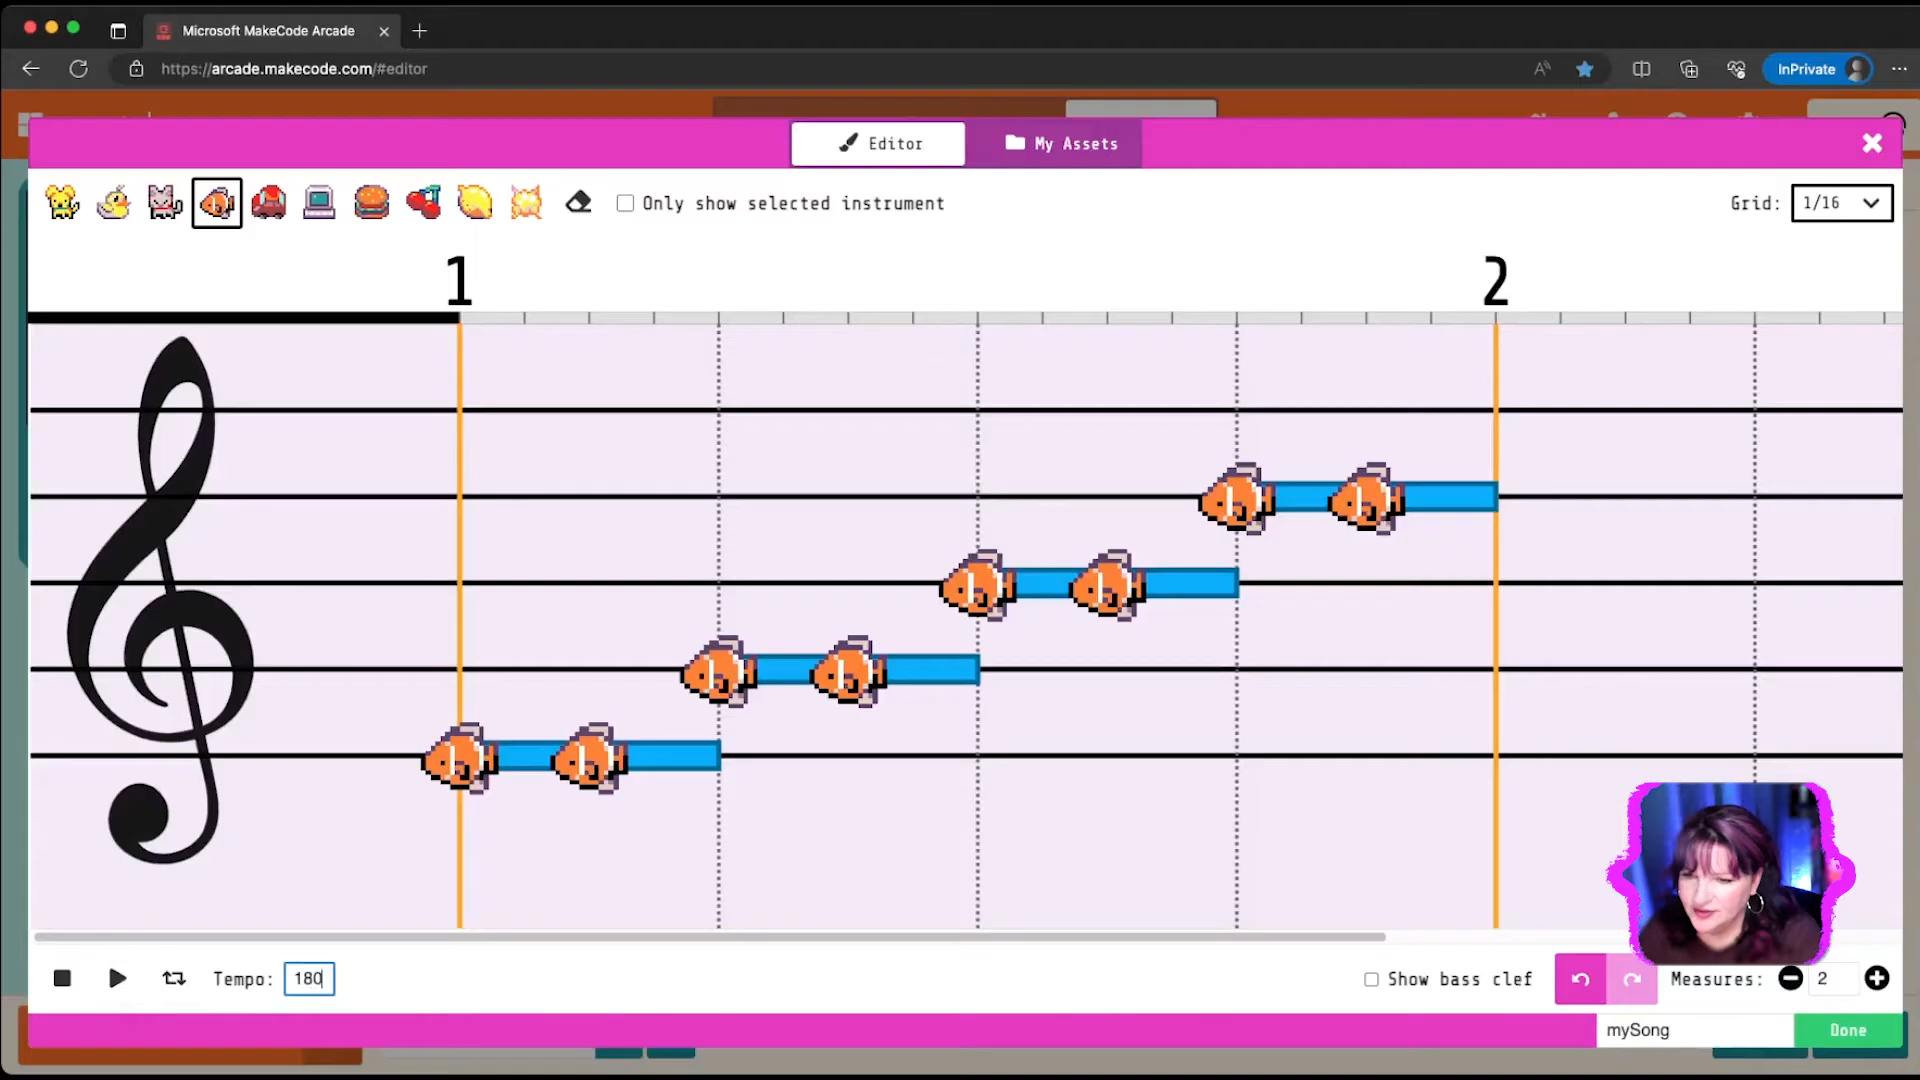 Microsoft MakeCode Arcade
https://arcade.makecode.com/#editor
InPrivate
Editor
My Assets
Only show selected instrument
Grid: 1/16
1
2
Tempo: 180
Show bass clef
Measures: 2
mySong
Done